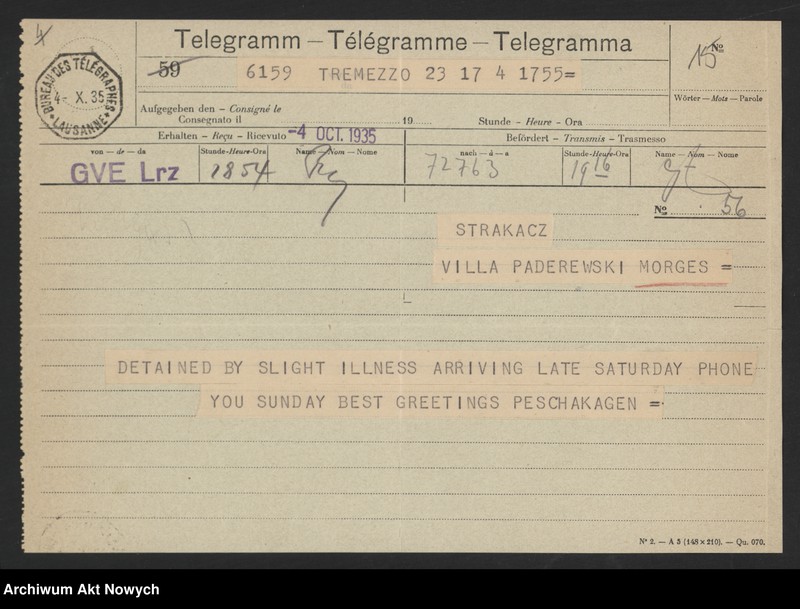 4
Telegramm — Télégramme — Telegramma
BUREAU DES TÉLÉGRAPHES
4- X. 35
LAUSANNE
59 6159 TREMEZZO 23 17 4 1755=
15 No
Wörter — Mots — Parole
Aufgegeben den - Consigné le
Consegnato il 19 Stunde - Heure - Ora
Erhalten - Reçu - Ricevuto -4 OCT. 1935 Befördert - Transmis - Trasmesso
von - de - da Stunde-Heure-Ora Name - Nom - Nome nach - à - a Stunde-Heure-Ora Name - Nom - Nome
GVE Lrz 1854 72763 1916
No 56
STRAKACZ
VILLA PADEREWSKI MORGES =
DETAINED BY SLIGHT ILLNESS ARRIVING LATE SATURDAY PHONE
YOU SUNDAY BEST GREETINGS PESCHAKAGEN =
No 2. — A 5 (148 × 210). — Qu. 070.
Archiwum Akt Nowych